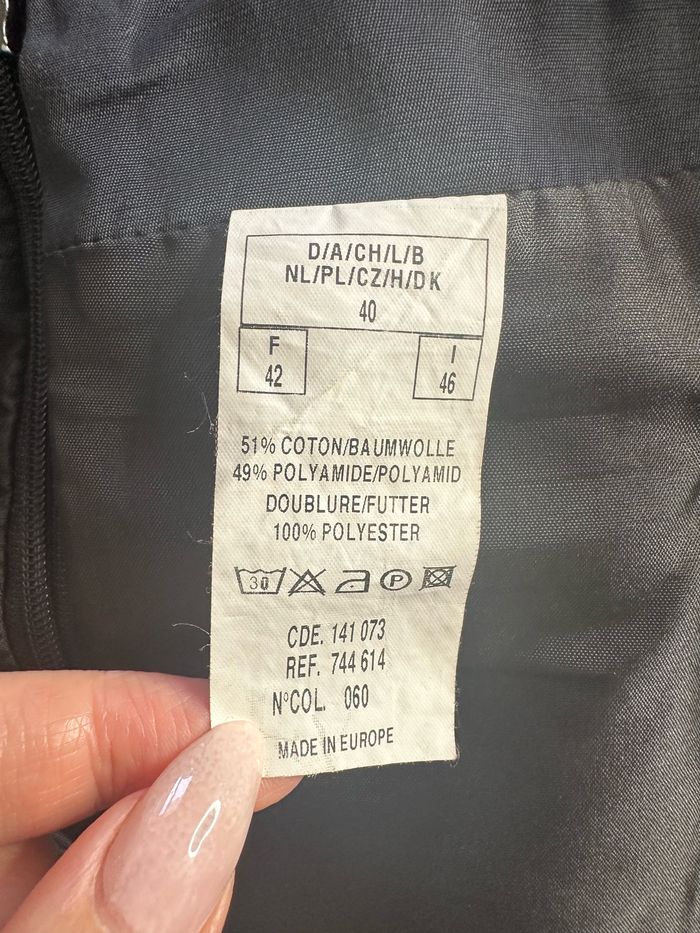 D/A/CH/L/B
NL/PL/CZ/H/DK
40
F
42
I
46
51% COTON/BAUMWOLLE
49% POLYAMIDE/POLYAMID
DOUBLURE/FUTTER
100% POLYESTER
30 P
CDE. 141 073
REF. 744 614
N°COL. 060
MADE IN EUROPE